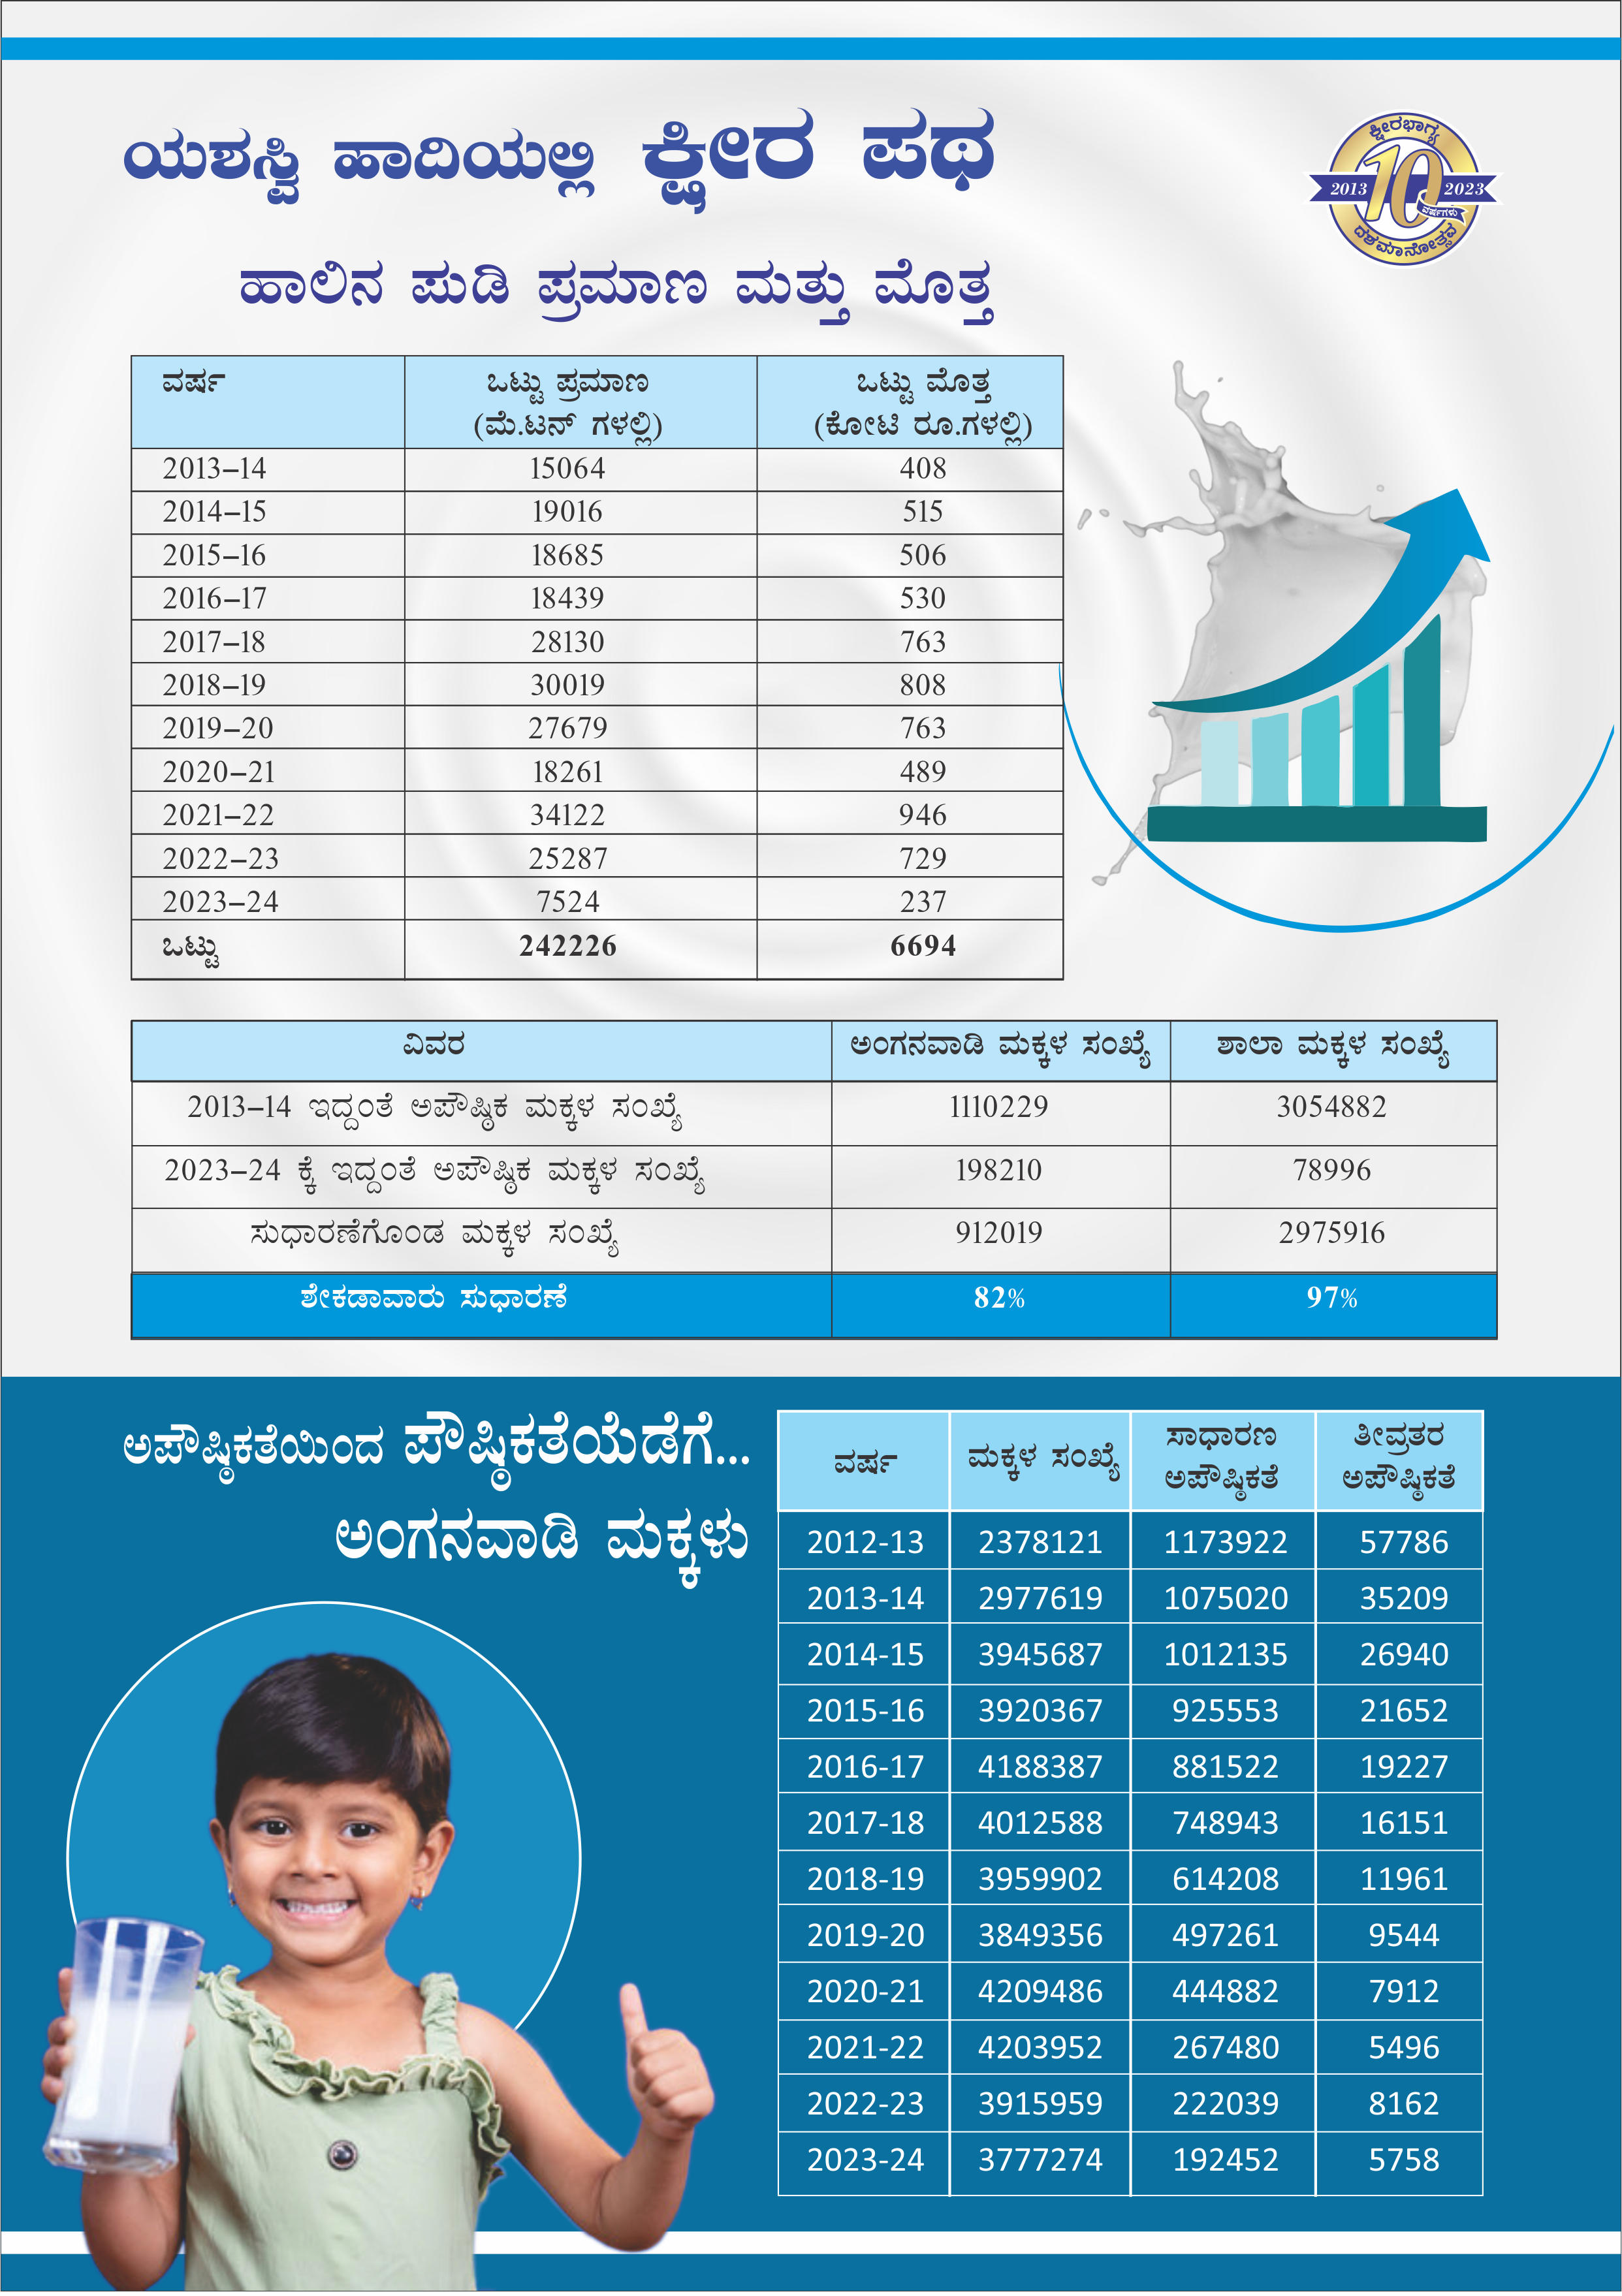 ಯಶಸ್ವಿ ಹಾದಿಯಲ್ಲಿ ಕ್ಷೀರ ಪಥ
ಕ್ಷೀರಭಾಗ್ಯ
2013 10 2023
ವರ್ಷಗಳು
ದಶಮಾನೋತ್ಸವ
ಹಾಲಿನ ಪುಡಿ ಪ್ರಮಾಣ ಮತ್ತು ಮೊತ್ತ
ವರ್ಷ ಒಟ್ಟು ಪ್ರಮಾಣ ಒಟ್ಟು ಮೊತ್ತ
(ಮೆ.ಟನ್ ಗಳಲ್ಲಿ) (ಕೋಟಿ ರೂ.ಗಳಲ್ಲಿ)
2013–14 15064 408
2014–15 19016 515
2015–16 18685 506
2016–17 18439 530
2017–18 28130 763
2018–19 30019 808
2019–20 27679 763
2020–21 18261 489
2021–22 34122 946
2022–23 25287 729
2023–24 7524 237
ಒಟ್ಟು 242226 6694
ವಿವರ ಅಂಗನವಾಡಿ ಮಕ್ಕಳ ಸಂಖ್ಯೆ ಶಾಲಾ ಮಕ್ಕಳ ಸಂಖ್ಯೆ
2013–14 ಇದ್ದಂತೆ ಅಪೌಷ್ಠಿಕ ಮಕ್ಕಳ ಸಂಖ್ಯೆ 1110229 3054882
2023–24 ಕ್ಕೆ ಇದ್ದಂತೆ ಅಪೌಷ್ಠಿಕ ಮಕ್ಕಳ ಸಂಖ್ಯೆ 198210 78996
ಸುಧಾರಣೆಗೊಂಡ ಮಕ್ಕಳ ಸಂಖ್ಯೆ 912019 2975916
ಶೇಕಡಾವಾರು ಸುಧಾರಣೆ 82% 97%
ಅಪೌಷ್ಠಿಕತೆಯಿಂದ ಪೌಷ್ಠಿಕತೆಯೆಡೆಗೆ...
ಅಂಗನವಾಡಿ ಮಕ್ಕಳು
ವರ್ಷ ಮಕ್ಕಳ ಸಂಖ್ಯೆ ಸಾಧಾರಣ ಅಪೌಷ್ಠಿಕತೆ ತೀವ್ರತರ ಅಪೌಷ್ಠಿಕತೆ
2012-13 2378121 1173922 57786
2013-14 2977619 1075020 35209
2014-15 3945687 1012135 26940
2015-16 3920367 925553 21652
2016-17 4188387 881522 19227
2017-18 4012588 748943 16151
2018-19 3959902 614208 11961
2019-20 3849356 497261 9544
2020-21 4209486 444882 7912
2021-22 4203952 267480 5496
2022-23 3915959 222039 8162
2023-24 3777274 192452 5758